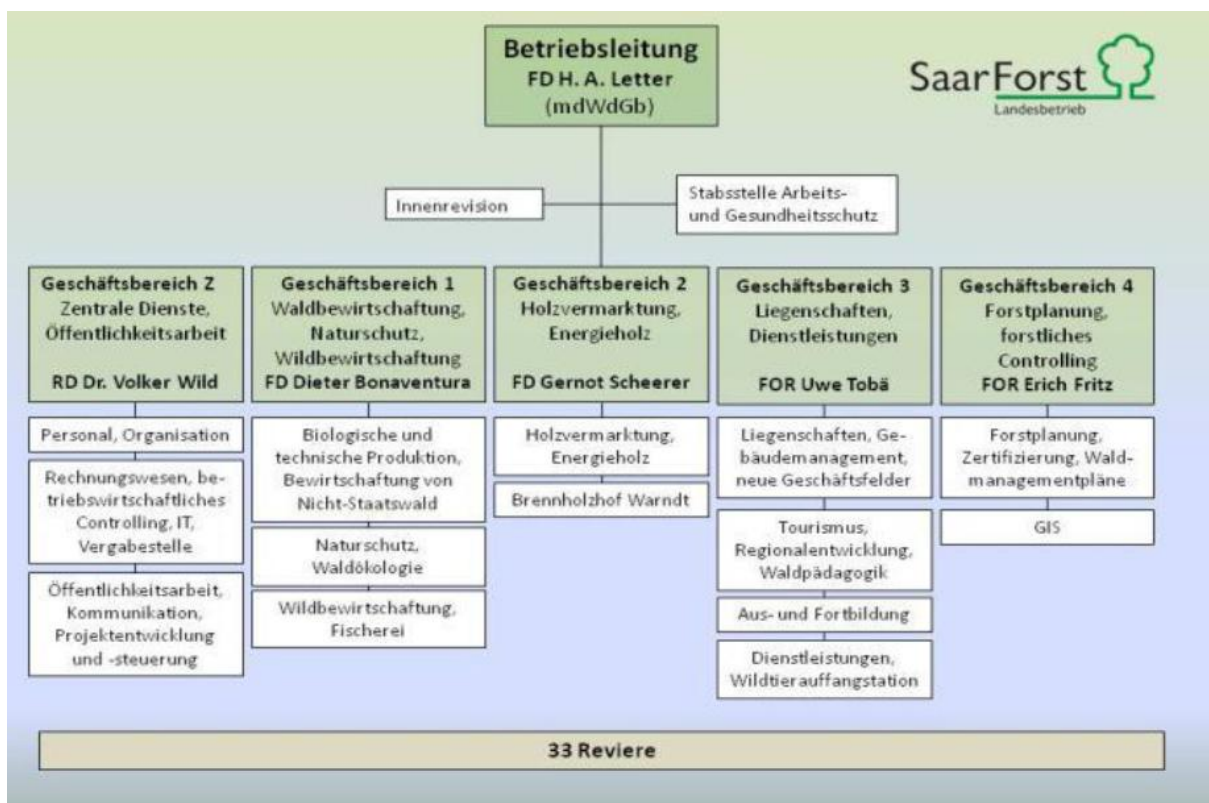 Betriebsleitung
FD H. A. Letter
(mdWdGb)
SaarForst
Landesbetrieb
Innenrevision
Stabsstelle Arbeits-
und Gesundheitsschutz
Geschäftsbereich Z
Zentrale Dienste,
Öffentlichkeitsarbeit
RD Dr. Volker Wild
Personal, Organisation
Rechnungswesen, be-
triebswirtschaftliches
Controlling, IT,
Vergabestelle
Öffentlichkeitsarbeit,
Kommunikation,
Projektentwicklung
und -steuerung
Geschäftsbereich 1
Waldbewirtschaftung,
Naturschutz,
Wildbewirtschaftung
FD Dieter Bonaventura
Biologische und
technische Produktion,
Bewirtschaftung von
Nicht-Staatswald
Naturschutz,
Waldökologie
Wildbewirtschaftung,
Fischerei
Geschäftsbereich 2
Holzvermarktung,
Energieholz
FD Gernot Scheerer
Holzvermarktung,
Energieholz
Brennholzhof Warndt
Geschäftsbereich 3
Liegenschaften,
Dienstleistungen
FOR Uwe Tobä
Liegenschaften, Ge-
bäudemanagement,
neue Geschäftsfelder
Tourismus,
Regionalentwicklung,
Waldpädagogik
Aus- und Fortbildung
Dienstleistungen,
Wildtierauffangstation
Geschäftsbereich 4
Forstplanung,
forstliches
Controlling
FOR Erich Fritz
Forstplanung,
Zertifizierung, Wald-
managementpläne
GIS
33 Reviere